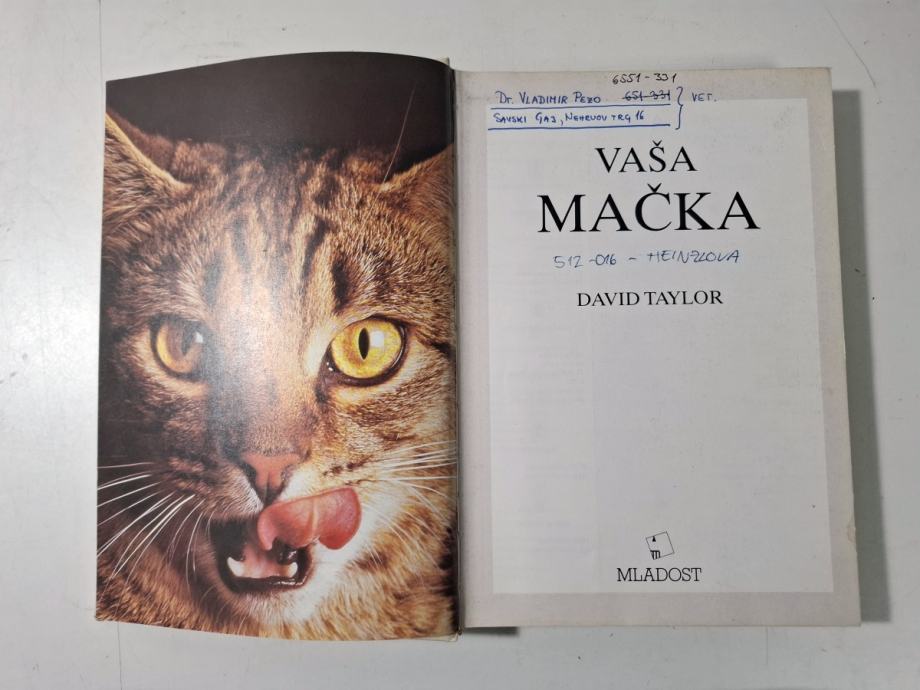 6551-331
Dr. VLADIMIR PEZO 651-331 } VET.
SAVSKI GAJ, NEHRUOV TRG 16
VAŠA
MAČKA
512-016 - HEINZLOVA
DAVID TAYLOR
MLADOST